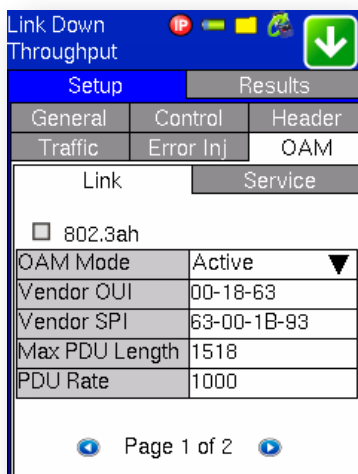 Link Down
Throughput
IP
Setup Results
General Control Header
Traffic Error Inj OAM
Link Service
802.3ah
OAM Mode Active
Vendor OUI 00-18-63
Vendor SPI 63-00-1B-93
Max PDU Length 1518
PDU Rate 1000
Page 1 of 2